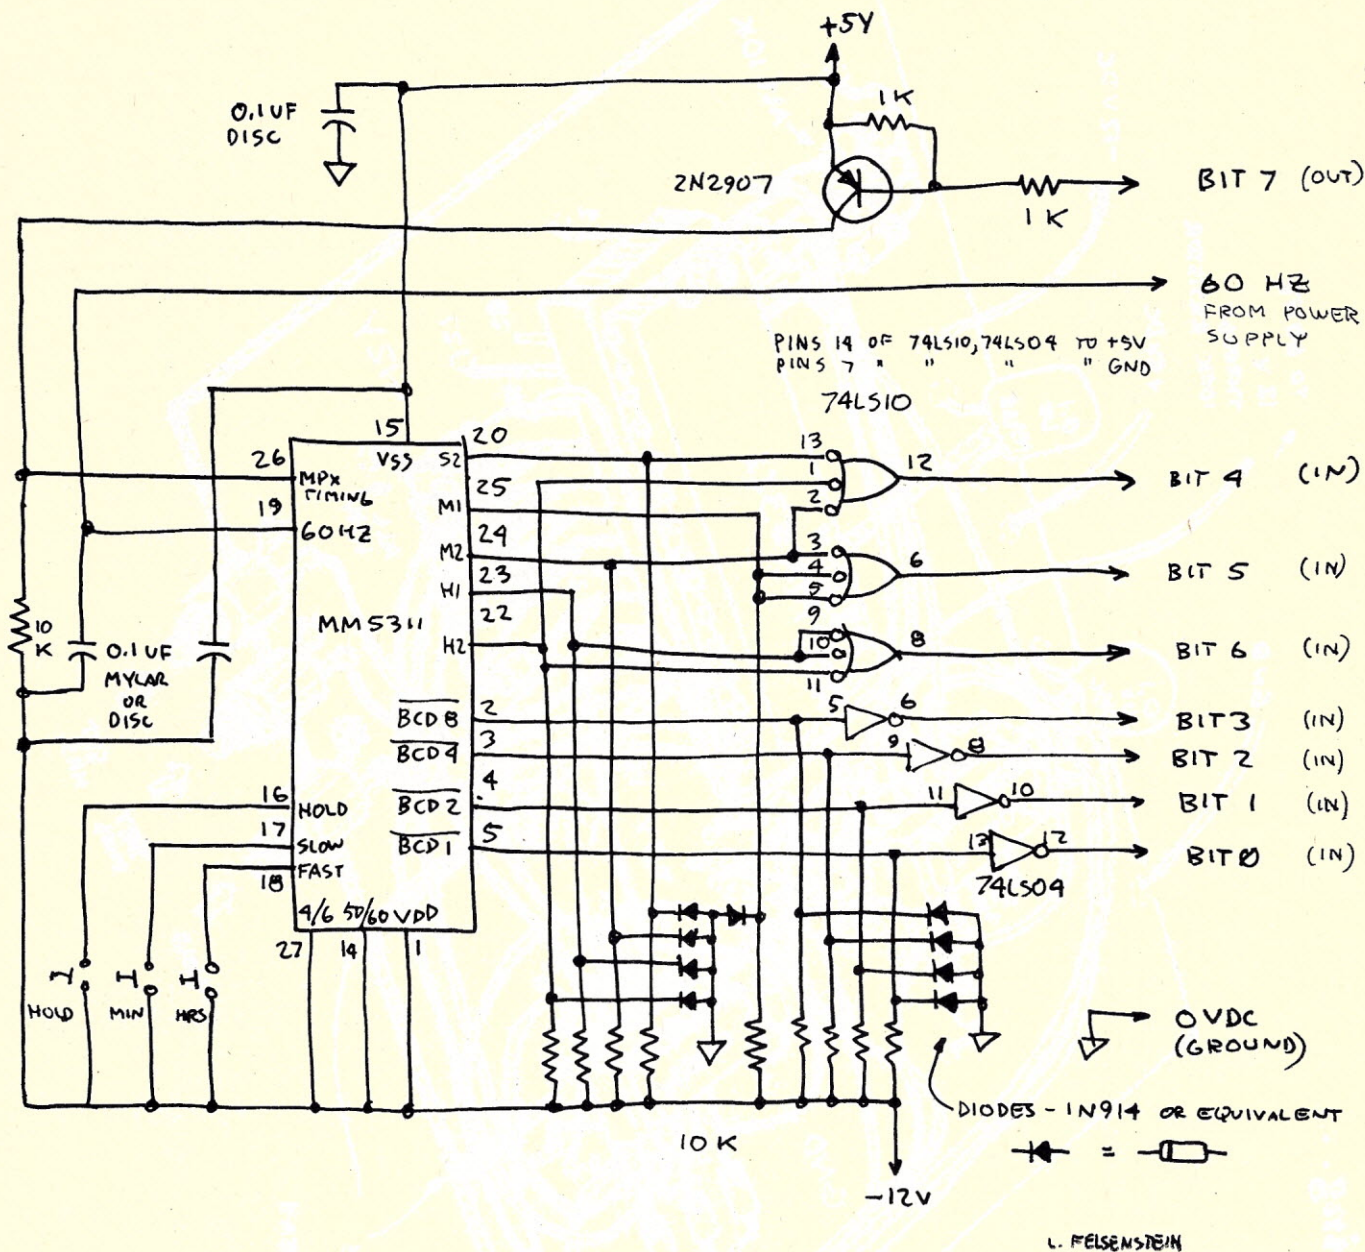 +5V
0.1UF
DISC
1K
2N2907
BIT 7 (OUT)
1K
60 HZ
FROM POWER
SUPPLY
PINS 14 OF 74LS10, 74LS04 TO +5V
PINS 7 " " " " GND
74LS10
15
VSS
20
S2
26
MPX
TIMING
25
M1
19
60HZ
24
M2
23
H1
22
H2
MM5311
13
1
2
12
BIT 4 (IN)
3
4
5
6
BIT 5 (IN)
9
10
11
8
BIT 6 (IN)
10
K
0.1UF
MYLAR
OR
DISC
BCD8
2
5
6
BIT 3 (IN)
BCD4
3
9
8
BIT 2 (IN)
BCD2
4
11
10
BIT 1 (IN)
BCD1
5
13
12
BIT0 (IN)
74LS04
16
HOLD
17
SLOW
18
FAST
4/6 50/60 VDD
27
14
1
HOLD
MIN
HRS
0VDC
(GROUND)
DIODES - 1N914 OR EQUIVALENT
=
10K
-12V
L. FELSENSTEIN